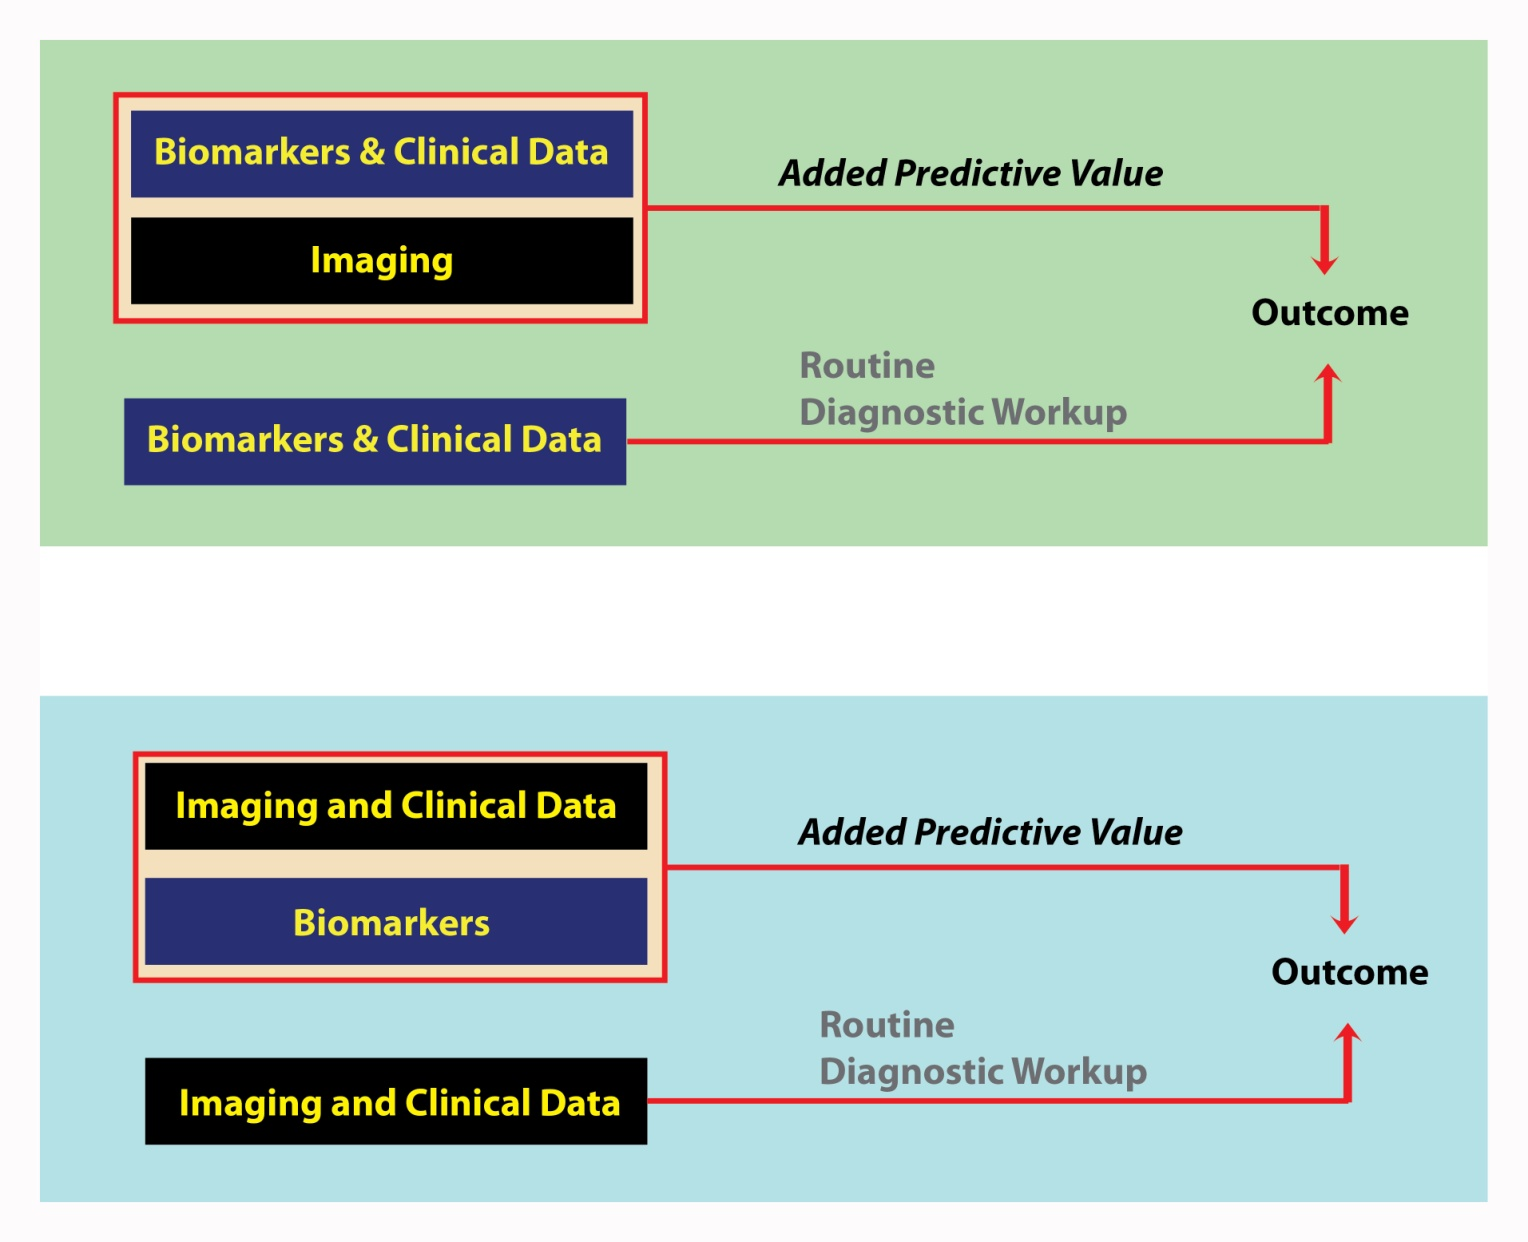 Biomarkers & Clinical Data
Imaging
Added Predictive Value
Outcome
Routine
Diagnostic Workup
Biomarkers & Clinical Data
Imaging and Clinical Data
Biomarkers
Added Predictive Value
Outcome
Routine
Diagnostic Workup
Imaging and Clinical Data